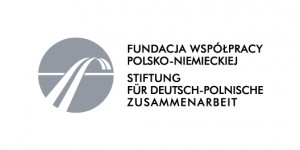 FUNDACJA WSPÓŁPRACY
POLSKO-NIEMIECKIEJ
STIFTUNG
FÜR DEUTSCH-POLNISCHE
ZUSAMMENARBEIT